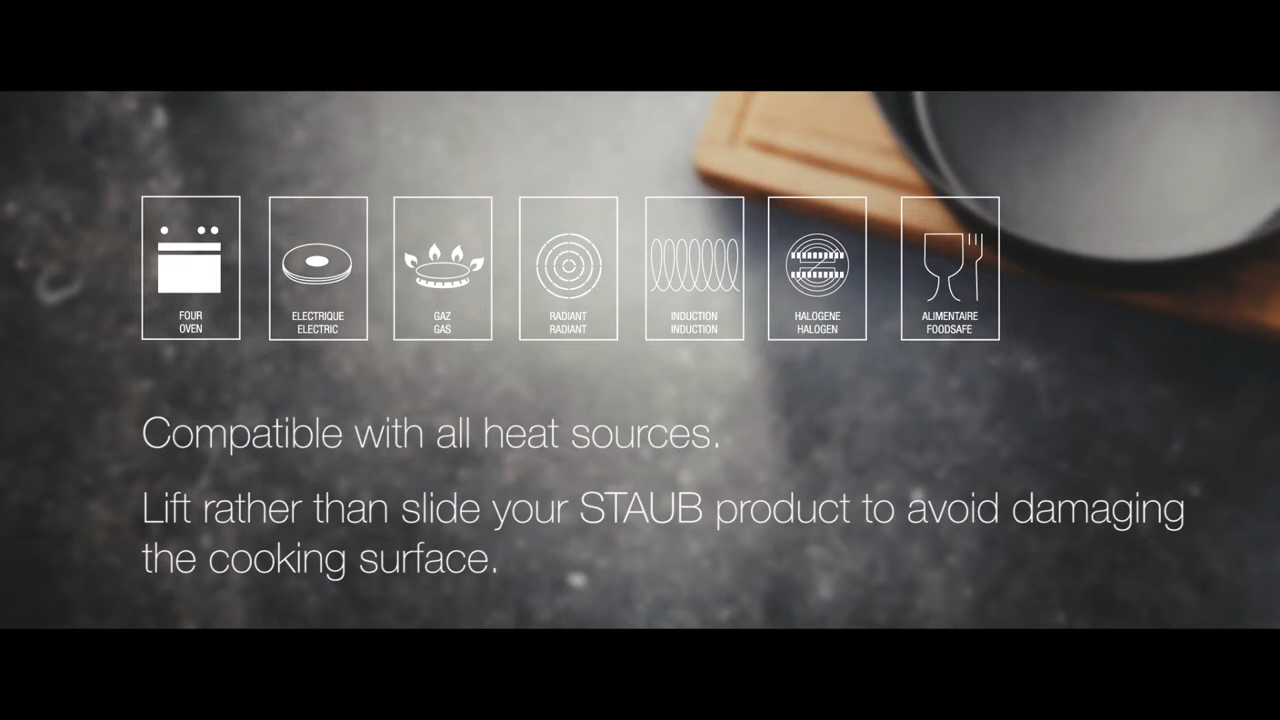 FOUR
OVEN
ELECTRIQUE
ELECTRIC
GAZ
GAS
RADIANT
RADIANT
INDUCTION
INDUCTION
HALOGENE
HALOGEN
ALIMENTAIRE
FOODSAFE
Compatible with all heat sources.
Lift rather than slide your STAUB product to avoid damaging
the cooking surface.